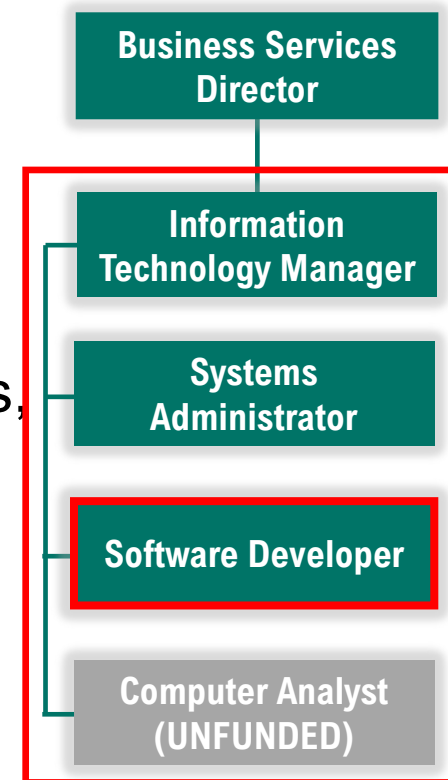 Business Services
Director
Information
Technology Manager
s,
Systems
Administrator
Software Developer
Computer Analyst
(UNFUNDED)